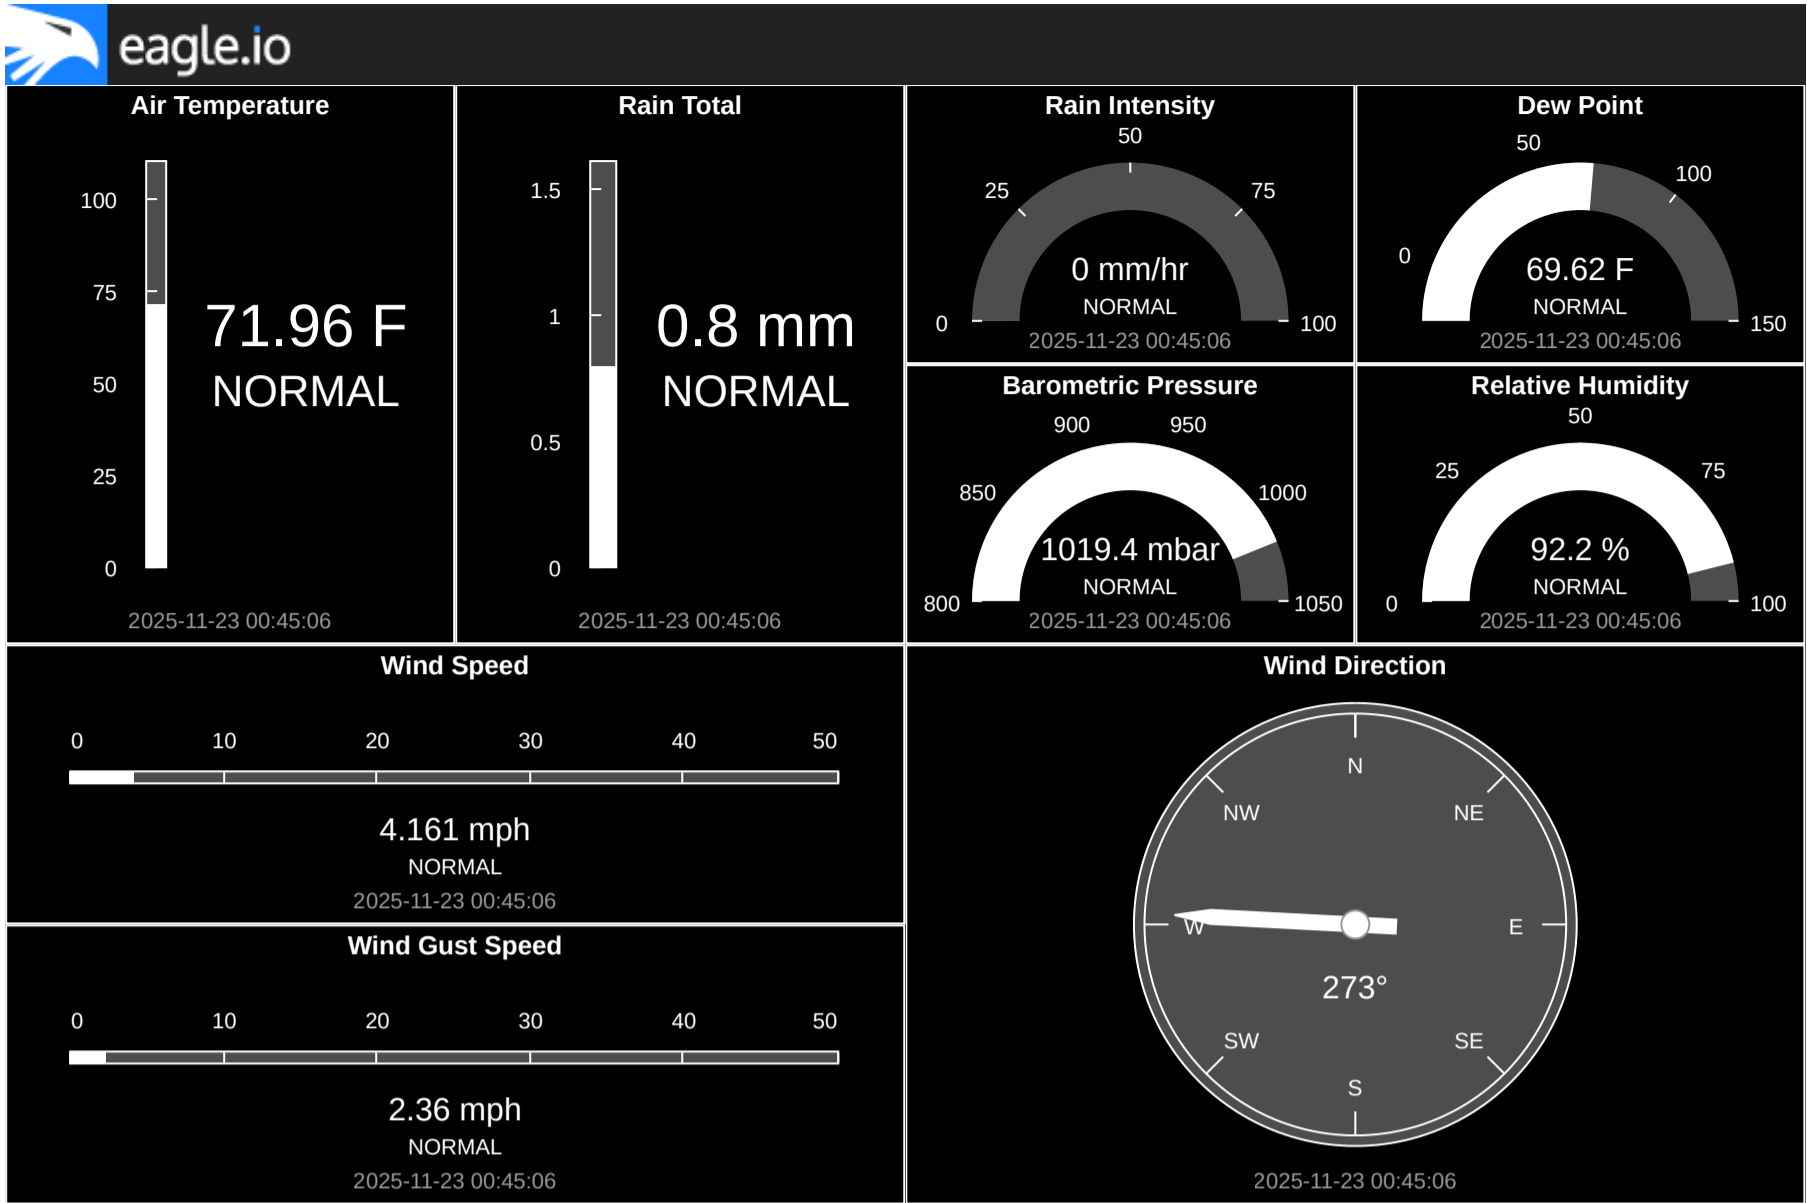 eagle.io
Air Temperature
100
75
50
25
0
71.96 F
NORMAL
2025-11-23 00:45:06
Rain Total
1.5
1
0.5
0
0.8 mm
NORMAL
2025-11-23 00:45:06
Rain Intensity
0
25
50
75
100
0 mm/hr
NORMAL
2025-11-23 00:45:06
Dew Point
0
50
100
150
69.62 F
NORMAL
2025-11-23 00:45:06
Barometric Pressure
800
850
900
950
1000
1050
1019.4 mbar
NORMAL
2025-11-23 00:45:06
Relative Humidity
0
25
50
75
100
92.2 %
NORMAL
2025-11-23 00:45:06
Wind Speed
0 10 20 30 40 50
4.161 mph
NORMAL
2025-11-23 00:45:06
Wind Gust Speed
0 10 20 30 40 50
2.36 mph
NORMAL
2025-11-23 00:45:06
Wind Direction
N
NW NE
W E
273°
SW SE
S
2025-11-23 00:45:06